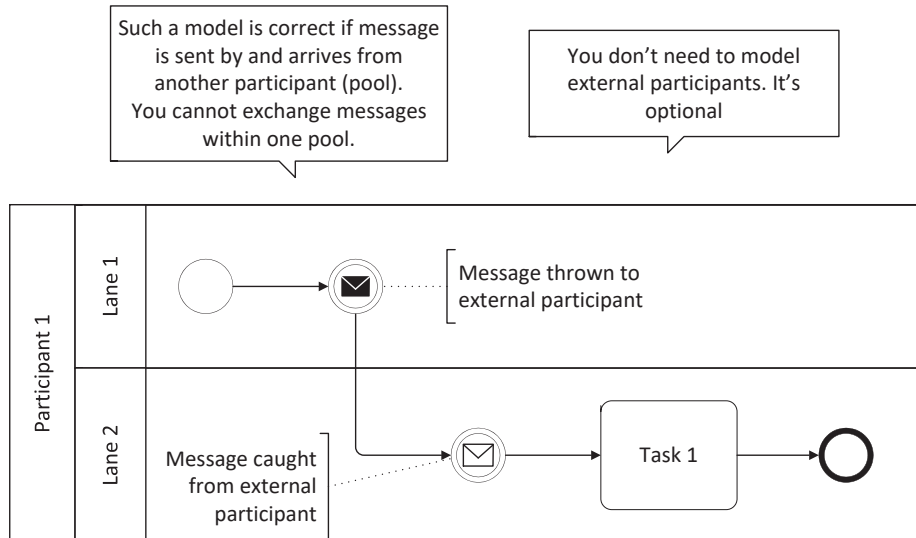 Such a model is correct if message
is sent by and arrives from
another participant (pool).
You cannot exchange messages
within one pool.
You don’t need to model
external participants. It’s
optional
Participant 1
Lane 1
Message thrown to
external participant
Lane 2
Message caught
from external
participant
Task 1